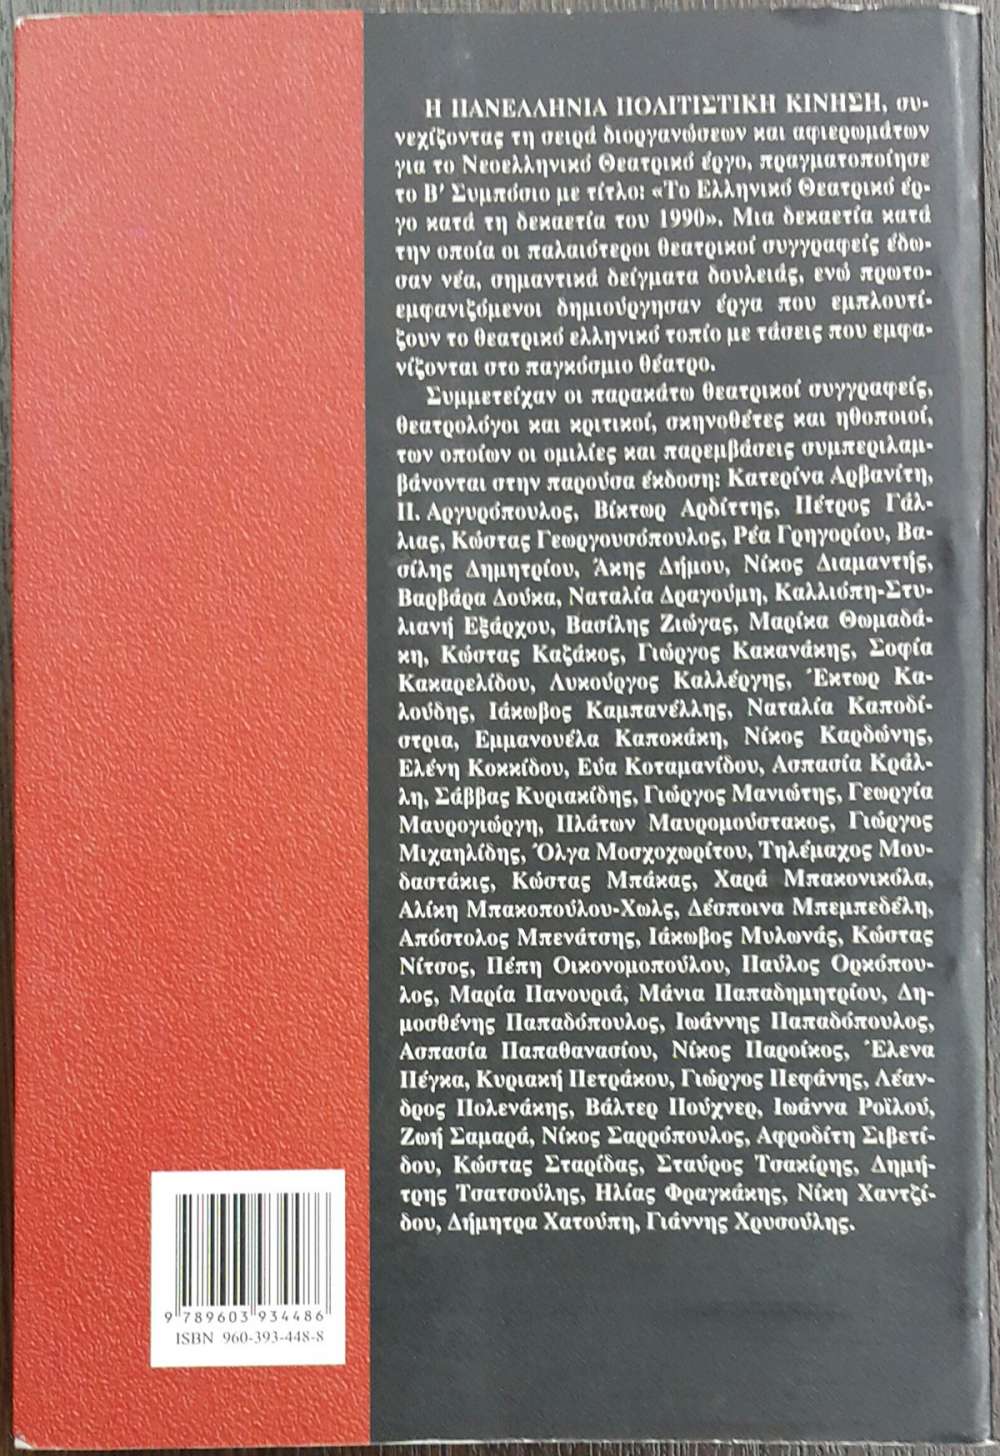 Η ΠΑΝΕΛΛΗΝΙΑ ΠΟΛΙΤΙΣΤΙΚΗ ΚΙΝΗΣΗ, συ-
νεχίζοντας τη σειρά διοργανώσεων και αφιερωμάτων
για το Νεοελληνικό Θεατρικό έργο, πραγματοποίησε
το Β' Συμπόσιο με τίτλο: «Το Ελληνικό Θεατρικό έρ-
γο κατά τη δεκαετία του 1990». Μια δεκαετία κατά
την οποία οι παλαιότεροι θεατρικοί συγγραφείς έδω-
σαν νέα, σημαντικά δείγματα δουλειάς, ενώ πρωτο-
εμφανιζόμενοι δημιούργησαν έργα που εμπλουτί-
ζουν το θεατρικό ελληνικό τοπίο με τάσεις που εμφα-
νίζονται στο παγκόσμιο θέατρο.
Συμμετείχαν οι παρακάτω θεατρικοί συγγραφείς,
θεατρολόγοι και κριτικοί, σκηνοθέτες και ηθοποιοί,
των οποίων οι ομιλίες και παρεμβάσεις συμπεριλαμ-
βάνονται στην παρούσα έκδοση: Κατερίνα Αρβανίτη,
Π. Αργυρόπουλος, Βίκτωρ Αρδίττης, Πέτρος Γάλ-
λιας, Κώστας Γεωργουσόπουλος, Ρέα Γρηγορίου, Βα-
σίλης Δημητρίου, Άκης Δήμου, Νίκος Διαμαντής,
Βαρβάρα Δούκα, Ναταλία Δραγούμη, Καλλιόπη-Στυ-
λιανή Εξάρχου, Βασίλης Ζιώγας, Μαρίκα Θωμαδά-
κη, Κώστας Καζάκος, Γιώργος Κακανάκης, Σοφία
Κακαρελίδου, Λυκούργος Καλλέργης, Έκτωρ Κα-
λούδης, Ιάκωβος Καμπανέλλης, Ναταλία Καποδί-
στρια, Εμμανουέλα Καποκάκη, Νίκος Καρδώνης,
Ελένη Κοκκίδου, Εύα Κοταμανίδου, Ασπασία Κράλ-
λη, Σάββας Κυριακίδης, Γιώργος Μανιώτης, Γεωργία
Μαυρογιώργη, Πλάτων Μαυρομούστακος, Γιώργος
Μιχαηλίδης, Όλγα Μοσχοχωρίτου, Τηλέμαχος Μου-
δαστάκις, Κώστας Μπάκας, Χαρά Μπακονικόλα,
Αλίκη Μπακοπούλου-Χωλς, Δέσποινα Μπεμπεδέλη,
Απόστολος Μπενάτσης, Ιάκωβος Μυλωνάς, Κώστας
Νίτσος, Πέπη Οικονομοπούλου, Παύλος Ορκόπου-
λος, Μαρία Πανουριά, Μάνια Παπαδημητρίου, Δη-
μοσθένης Παπαδόπουλος, Ιωάννης Παπαδόπουλος,
Ασπασία Παπαθανασίου, Νίκος Παροίκος, Έλενα
Πέγκα, Κυριακή Πετράκου, Γιώργος Πεφάνης, Λέαν-
δρος Πολενάκης, Βάλτερ Πούχνερ, Ιωάννα Ροϊλού,
Ζωή Σαμαρά, Νίκος Σαρρόπουλος, Αφροδίτη Σιβετί-
δου, Κώστας Σταρίδας, Σταύρος Τσακίρης, Δημή-
τρης Τσατσούλης, Ηλίας Φραγκάκης, Νίκη Χαντζί-
δου, Δήμητρα Χατούπη, Γιάννης Χρυσούλης.
9 789603 934486
ISBN 960-393-448-8